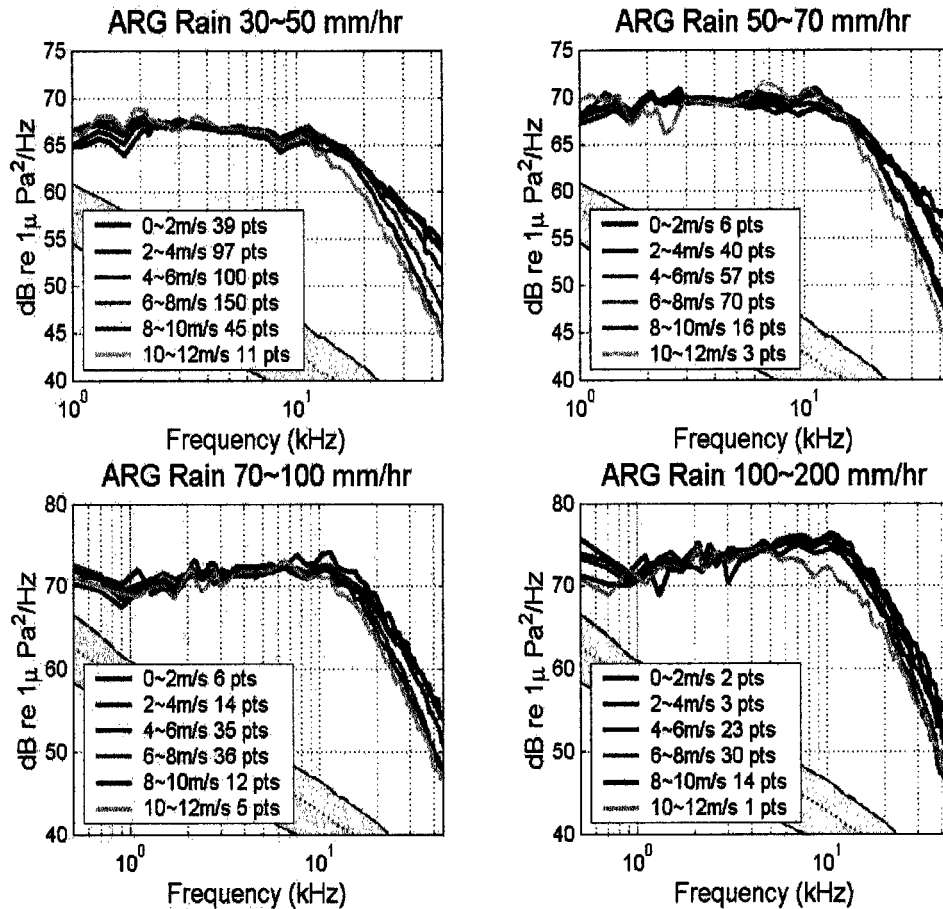 ARG Rain 30~50 mm/hr
75
70
65
60
55
50
45
40
dB re 1μ Pa²/Hz
0~2m/s 39 pts
2~4m/s 97 pts
4~6m/s 100 pts
6~8m/s 150 pts
8~10m/s 45 pts
10~12m/s 11 pts
10⁰
10¹
Frequency (kHz)
ARG Rain 50~70 mm/hr
75
70
65
60
55
50
45
40
dB re 1μ Pa²/Hz
0~2m/s 6 pts
2~4m/s 40 pts
4~6m/s 57 pts
6~8m/s 70 pts
8~10m/s 16 pts
10~12m/s 3 pts
10⁰
10¹
Frequency (kHz)
ARG Rain 70~100 mm/hr
80
70
60
50
40
dB re 1μ Pa²/Hz
0~2m/s 6 pts
2~4m/s 14 pts
4~6m/s 35 pts
6~8m/s 36 pts
8~10m/s 12 pts
10~12m/s 5 pts
10⁰
10¹
Frequency (kHz)
ARG Rain 100~200 mm/hr
80
70
60
50
40
dB re 1μ Pa²/Hz
0~2m/s 2 pts
2~4m/s 3 pts
4~6m/s 23 pts
6~8m/s 30 pts
8~10m/s 14 pts
10~12m/s 1 pts
10⁰
10¹
Frequency (kHz)